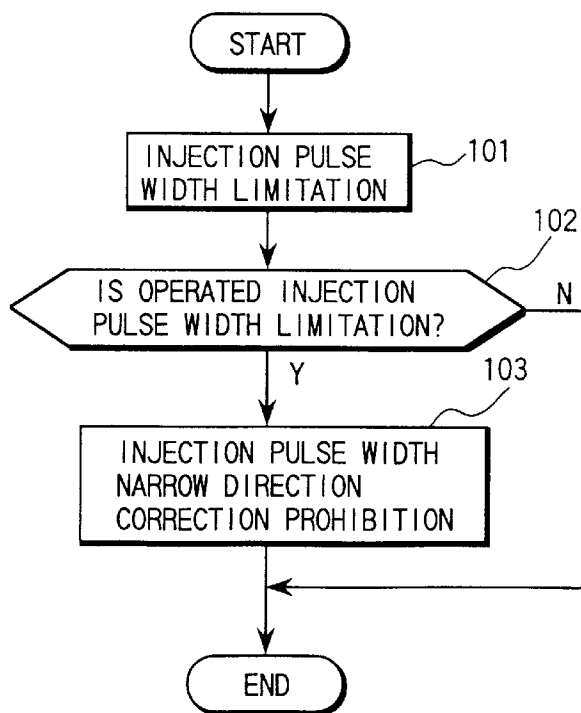 START
INJECTION PULSE
WIDTH LIMITATION
101
102
IS OPERATED INJECTION
PULSE WIDTH LIMITATION?
N
Y
103
INJECTION PULSE WIDTH
NARROW DIRECTION
CORRECTION PROHIBITION
END